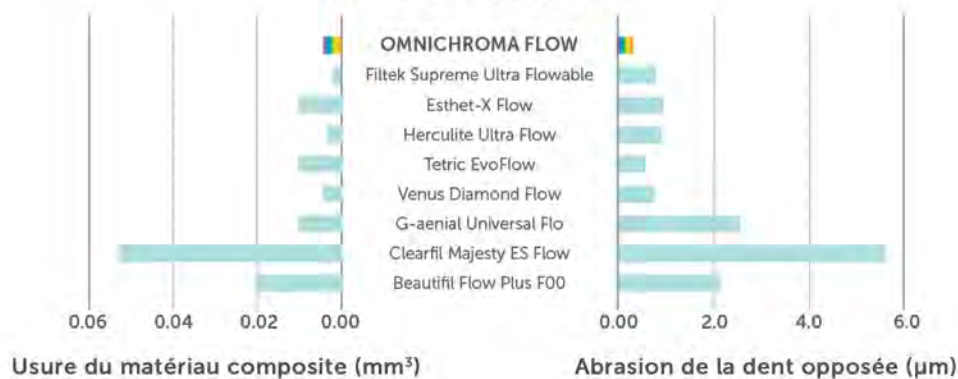 OMNICHROMA FLOW
Filtek Supreme Ultra Flowable
Esthet-X Flow
Herculite Ultra Flow
Tetric EvoFlow
Venus Diamond Flow
G-aenial Universal Flo
Clearfil Majesty ES Flow
Beautifil Flow Plus F00
0.06 0.04 0.02 0.00 0.00 2.0 4.0 6.0
Usure du matériau composite (mm³) Abrasion de la dent opposée (µm)